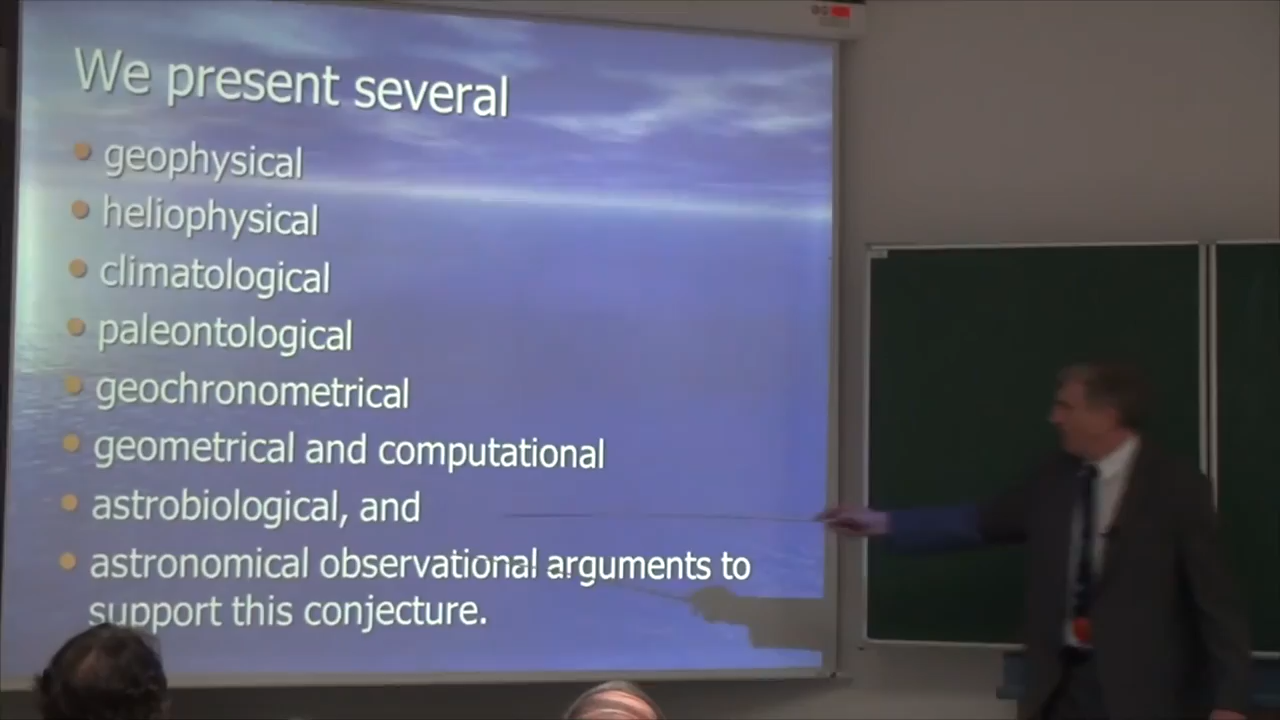 We present several
geophysical
heliophysical
climatological
paleontological
geochronometrical
geometrical and computational
astrobiological, and
astronomical observational arguments to
support this conjecture.